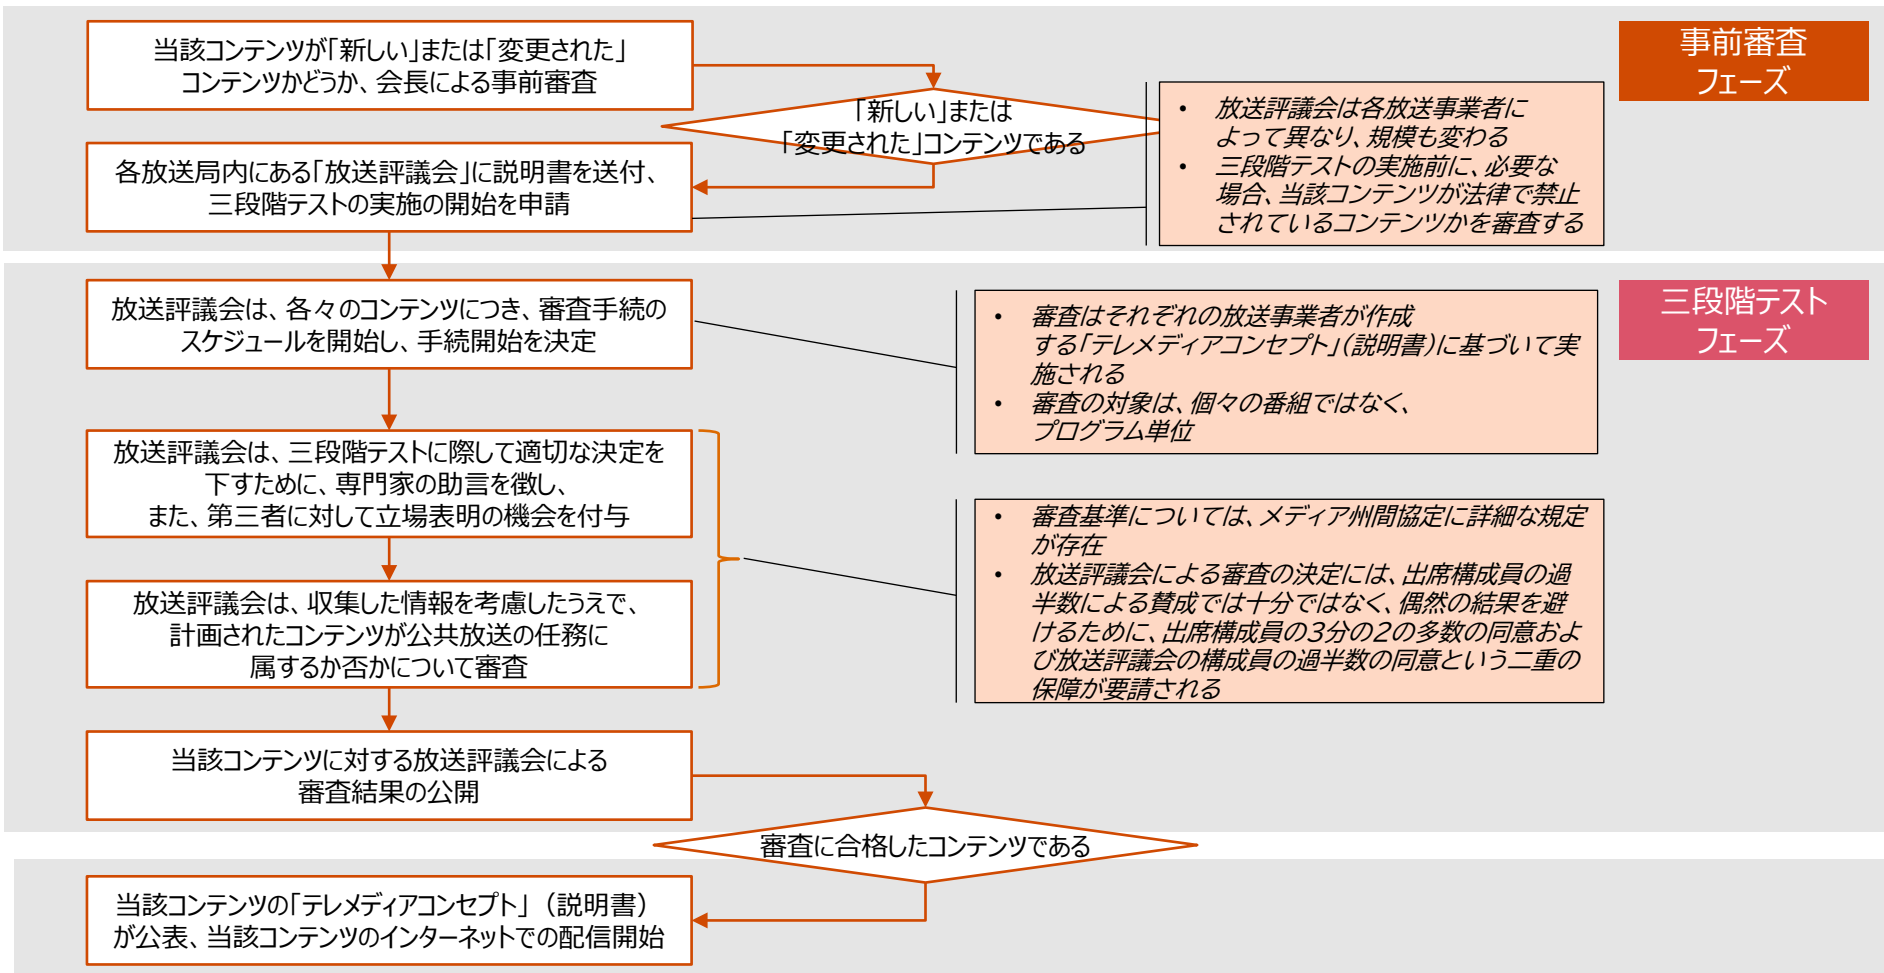 当該コンテンツが「新しい」または「変更された」
コンテンツかどうか、会長による事前審査
事前審査
フェーズ
「新しい」または
「変更された」コンテンツである
• 放送評議会は各放送事業者に
よって異なり、規模も変わる
• 三段階テストの実施前に、必要な
場合、当該コンテンツが法律で禁止
されているコンテンツかを審査する
各放送局内にある「放送評議会」に説明書を送付、
三段階テストの実施の開始を申請
三段階テスト
フェーズ
放送評議会は、各々のコンテンツにつき、審査手続の
スケジュールを開始し、手続開始を決定
• 審査はそれぞれの放送事業者が作成
する「テレメディアコンセプト」(説明書)に基づいて実
施される
• 審査の対象は、個々の番組ではなく、
プログラム単位
放送評議会は、三段階テストに際して適切な決定を
下すために、専門家の助言を徴し、
また、第三者に対して立場表明の機会を付与
• 審査基準については、メディア州間協定に詳細な規定
が存在
• 放送評議会による審査の決定には、出席構成員の過
半数による賛成では十分ではなく、偶然の結果を避
けるために、出席構成員の3分の2の多数の同意およ
び放送評議会の構成員の過半数の同意という二重の
保障が要請される
放送評議会は、収集した情報を考慮したうえで、
計画されたコンテンツが公共放送の任務に
属するか否かについて審査
当該コンテンツに対する放送評議会による
審査結果の公開
審査に合格したコンテンツである
当該コンテンツの「テレメディアコンセプト」（説明書）
が公表、当該コンテンツのインターネットでの配信開始